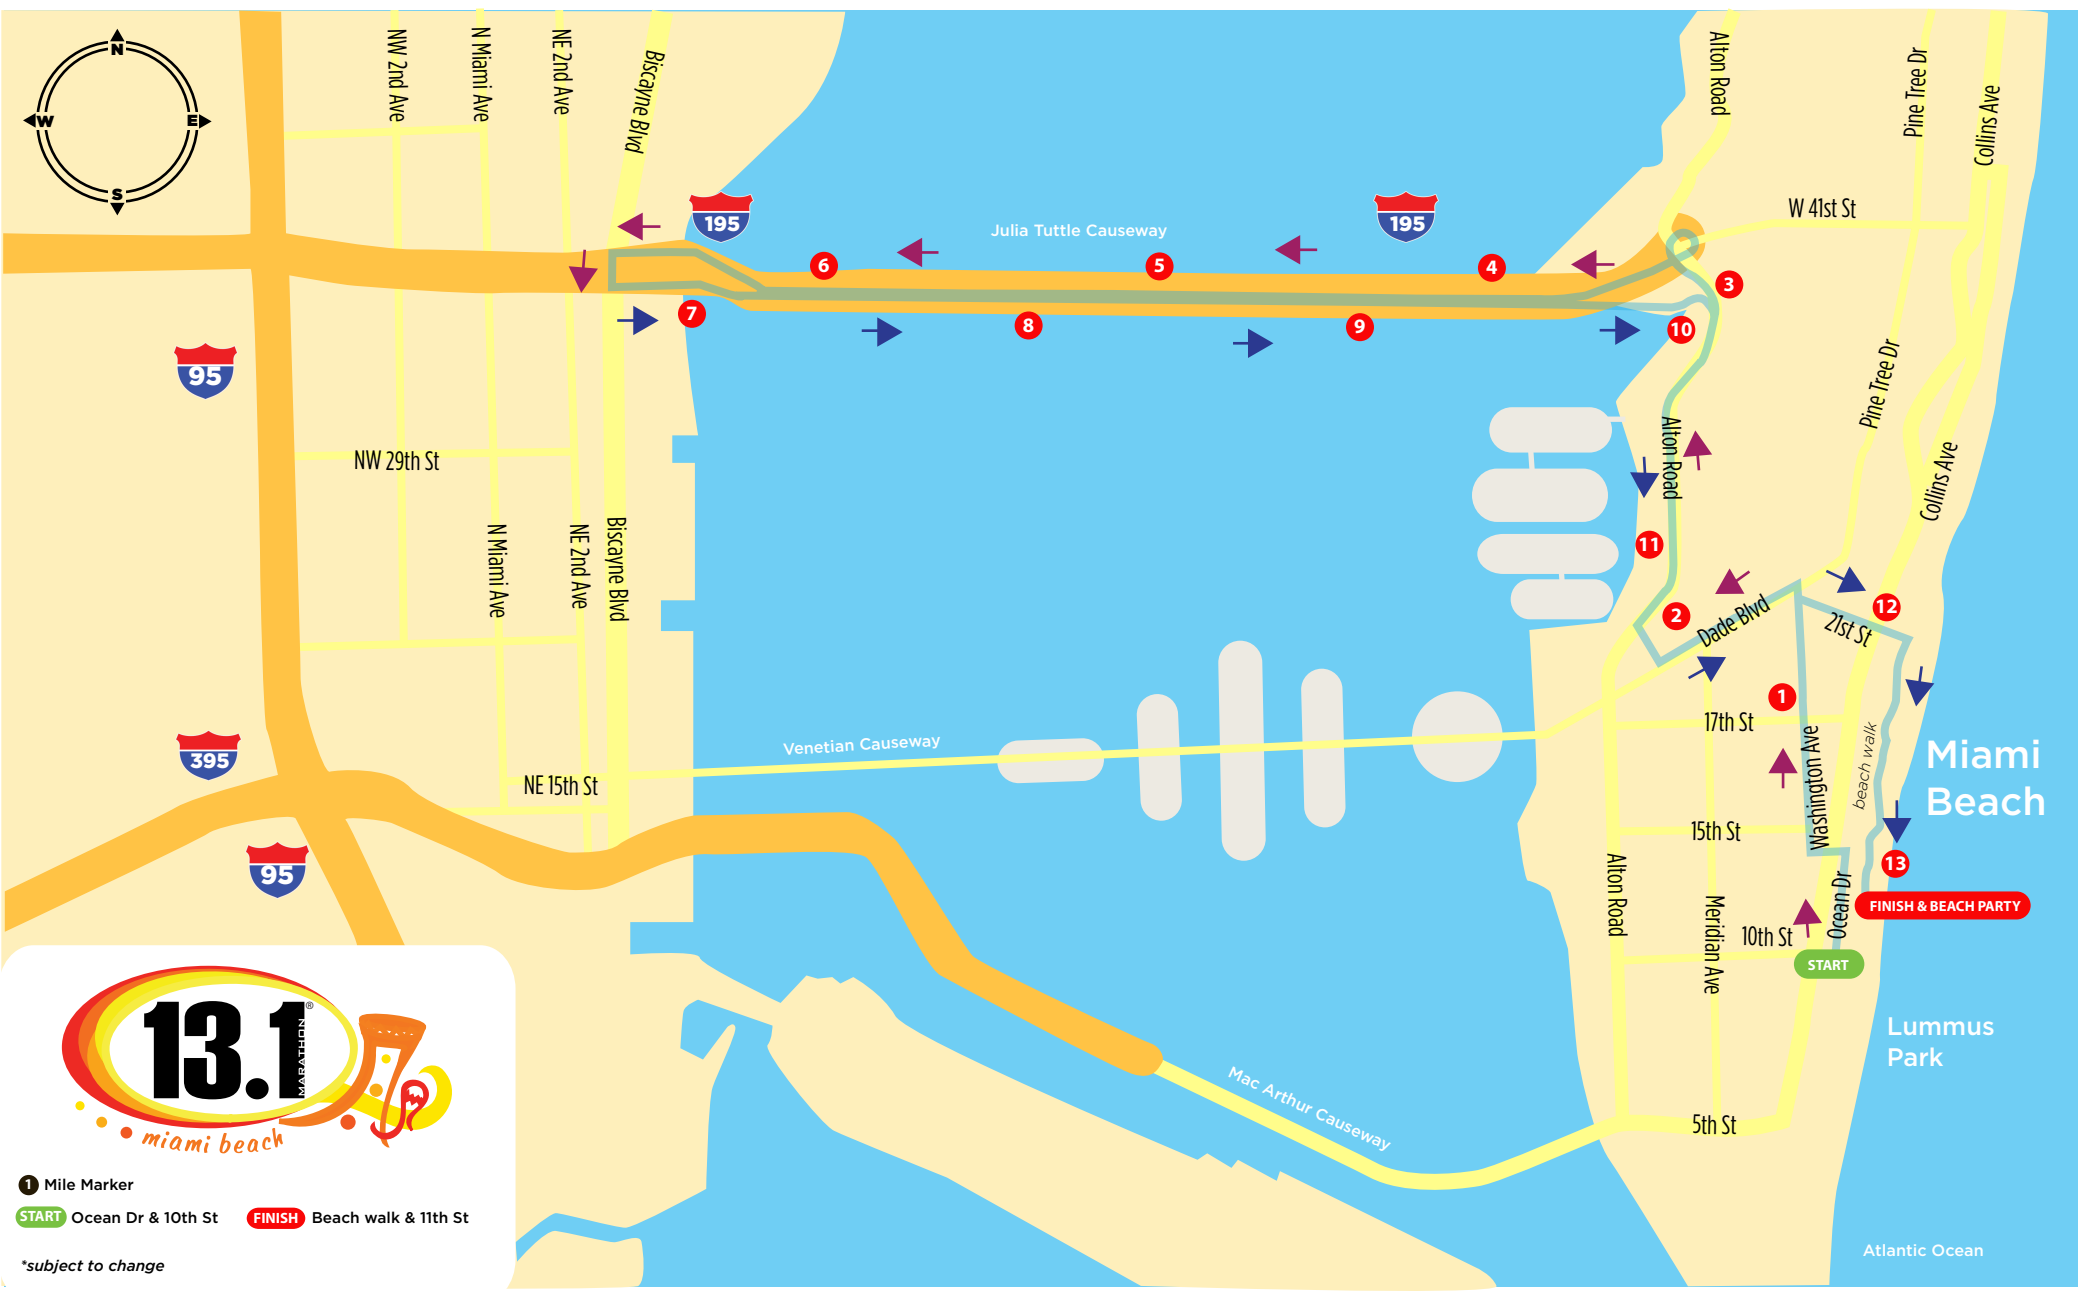 N
W
E
S
NW 2nd Ave
N Miami Ave
NE 2nd Ave
Biscayne Blvd
Alton Road
Pine Tree Dr
Collins Ave
195
195
Julia Tuttle Causeway
W 41st St
6
5
4
3
7
8
9
10
95
Pine Tree Dr
NW 29th St
Alton Road
Collins Ave
N Miami Ave
NE 2nd Ave
Biscayne Blvd
11
2
12
Dade Blvd
21st St
1
17th St
395
Venetian Causeway
NE 15th St
Washington Ave
beach walk
Miami
Beach
15th St
95
13
Alton Road
Meridian Ave
Ocean Dr
FINISH & BEACH PARTY
10th St
START
Lummus
Park
Mac Arthur Causeway
5th St
Atlantic Ocean
13.1®
MARATHON
miami beach
1 Mile Marker
START Ocean Dr & 10th St FINISH Beach walk & 11th St
*subject to change